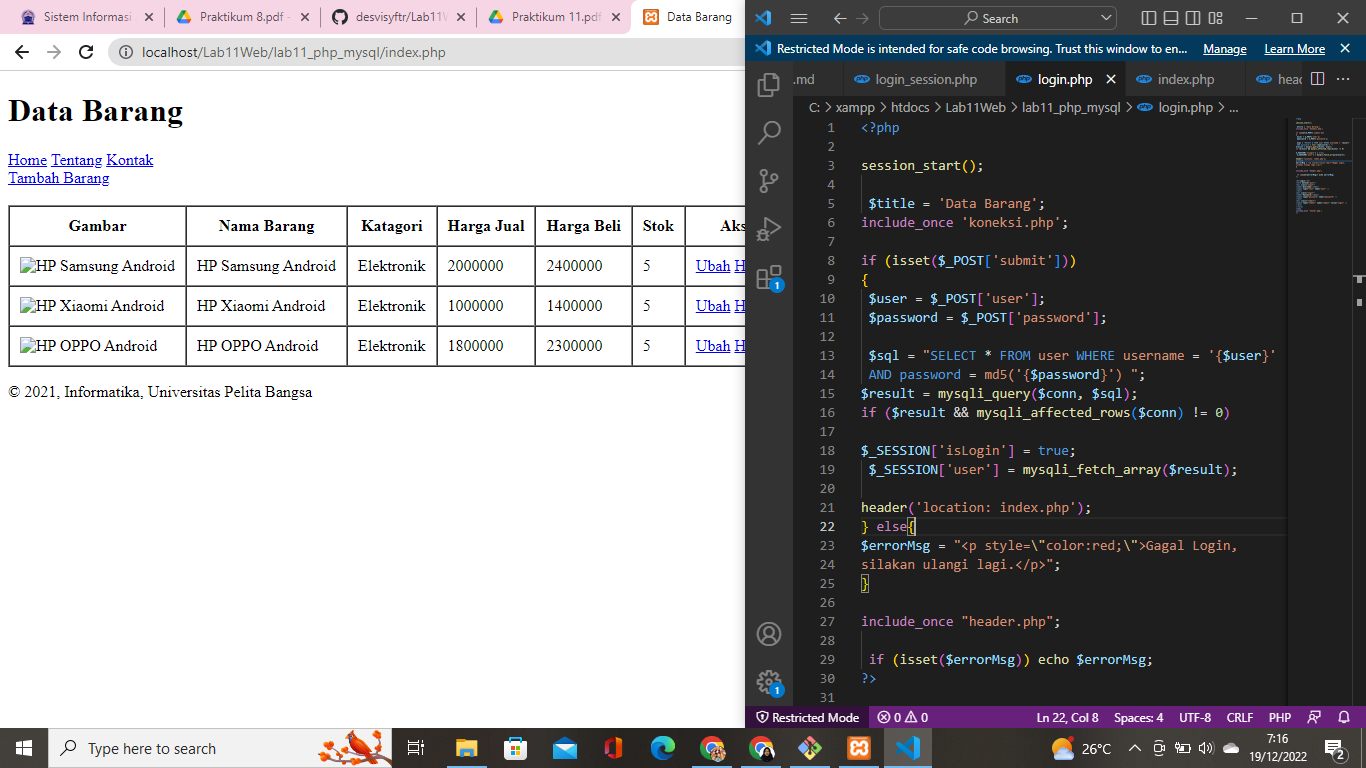 Sistem Informasi
Praktikum 8.pdf -
desvisyftr/Lab11W
Praktikum 11.pdf
Data Barang
localhost/Lab11Web/lab11_php_mysql/index.php
Data Barang
Home Tentang Kontak
Tambah Barang
Gambar Nama Barang Katagori Harga Jual Harga Beli Stok Aks
HP Samsung Android HP Samsung Android Elektronik 2000000 2400000 5 Ubah H
HP Xiaomi Android HP Xiaomi Android Elektronik 1000000 1400000 5 Ubah H
HP OPPO Android HP OPPO Android Elektronik 1800000 2300000 5 Ubah H
© 2021, Informatika, Universitas Pelita Bangsa
Search
Restricted Mode is intended for safe code browsing. Trust this window to en... Manage Learn More
.md login_session.php login.php index.php head
C: > xampp > htdocs > Lab11Web > lab11_php_mysql > login.php > ...
1 <?php
2
3 session_start();
4
5 $title = 'Data Barang';
6 include_once 'koneksi.php';
7
8 if (isset($_POST['submit']))
9 {
10 $user = $_POST['user'];
11 $password = $_POST['password'];
12
13 $sql = "SELECT * FROM user WHERE username = '{$user}'
14 AND password = md5('{$password}') ";
15 $result = mysqli_query($conn, $sql);
16 if ($result && mysqli_affected_rows($conn) != 0)
17
18 $_SESSION['isLogin'] = true;
19 $_SESSION['user'] = mysqli_fetch_array($result);
20
21 header('location: index.php');
22 } else{
23 $errorMsg = "<p style=\"color:red;\">Gagal Login,
24 silakan ulangi lagi.</p>";
25 }
26
27 include_once "header.php";
28
29 if (isset($errorMsg)) echo $errorMsg;
30 ?>
31
1
1
Restricted Mode 0 0 Ln 22, Col 8 Spaces: 4 UTF-8 CRLF PHP
Type here to search
26°C
7:16
19/12/2022
2